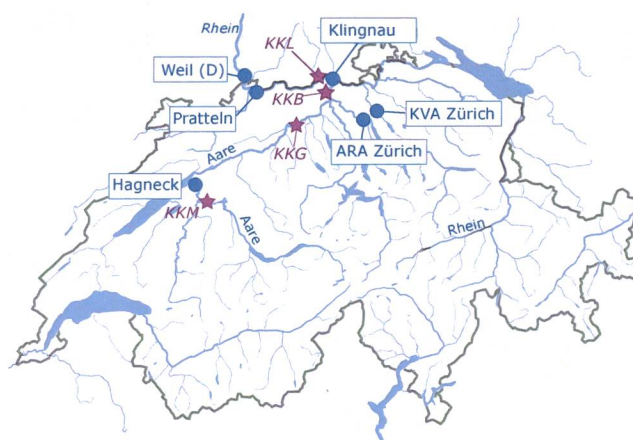 Rhein
KKL
Klingnau
Weil (D)
KKB
Pratteln
KVA Zürich
KKG
ARA Zürich
Aare
Hagneck
KKM
Aare
Rhein